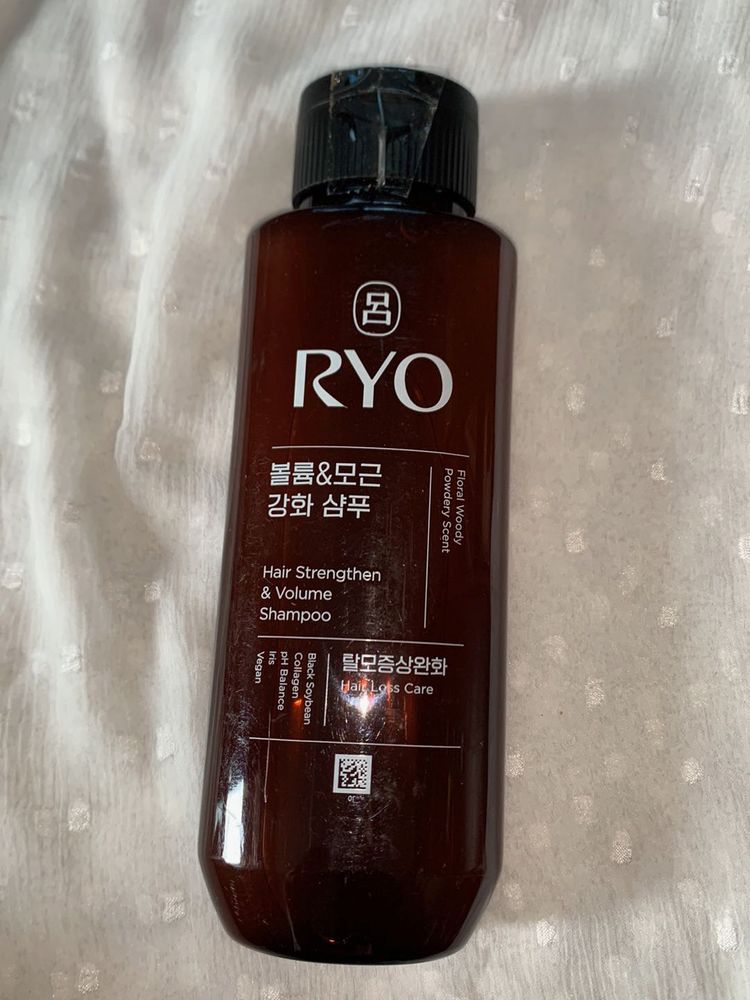 呂
RYO
볼륨&모근
강화 샴푸
Floral Woody
Powdery Scent
Hair Strengthen
& Volume
Shampoo
Black Soybean
Collagen
pH Balance
Iris
Vegan
탈모증상완화
Hair Loss Care